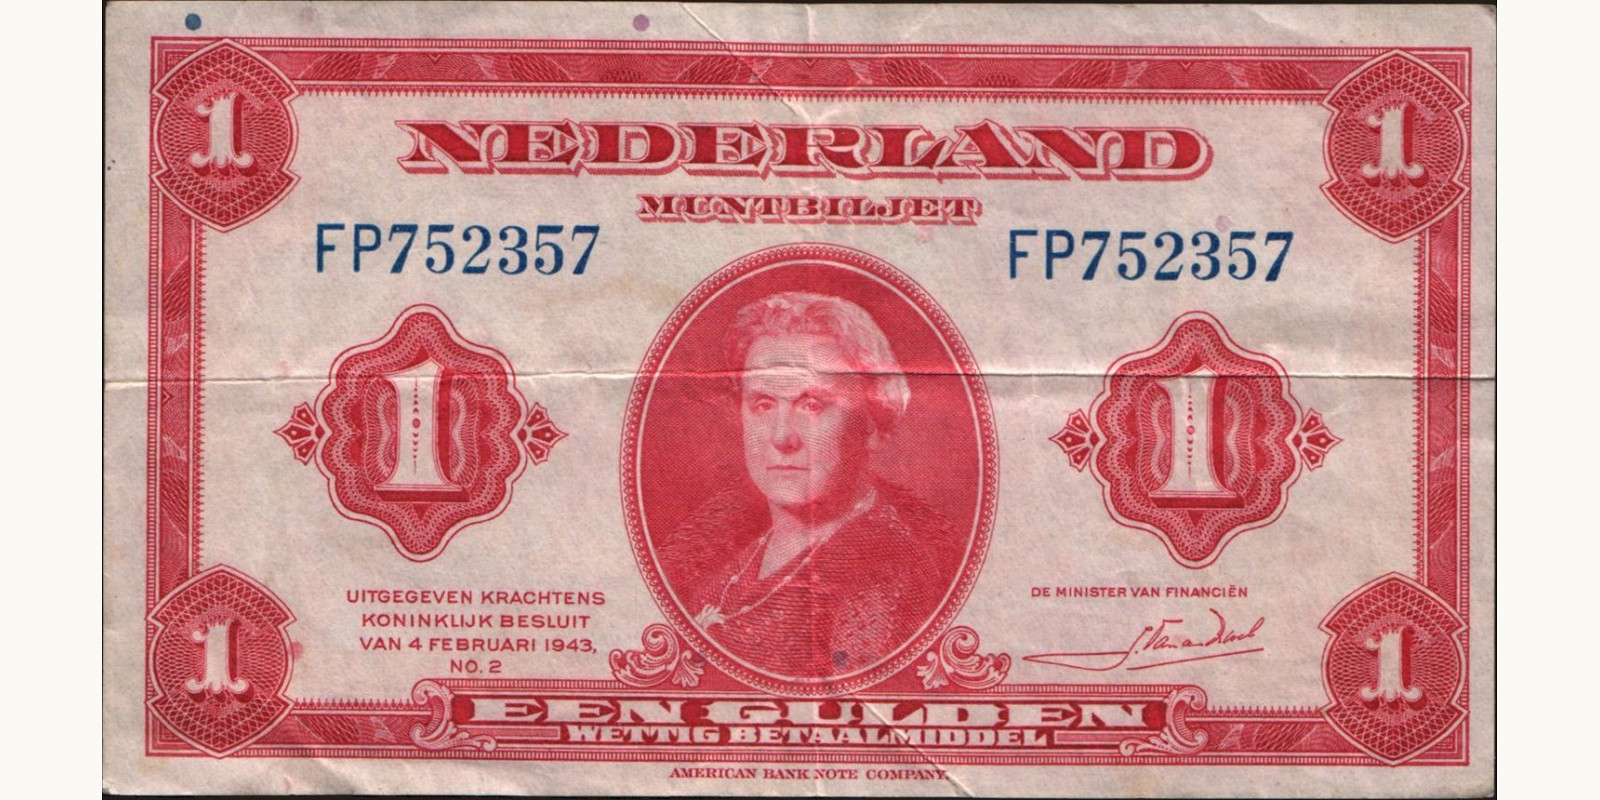 1 1
NEDERLAND
MUNTBILJET
FP752357 FP752357
1 1
UITGEGEVEN KRACHTENS
KONINKLIJK BESLUIT
VAN 4 FEBRUARI 1943,
NO. 2
DE MINISTER VAN FINANCIËN
1 1
EEN GULDEN
WETTIG BETAALMIDDEL
AMERICAN BANK NOTE COMPANY.